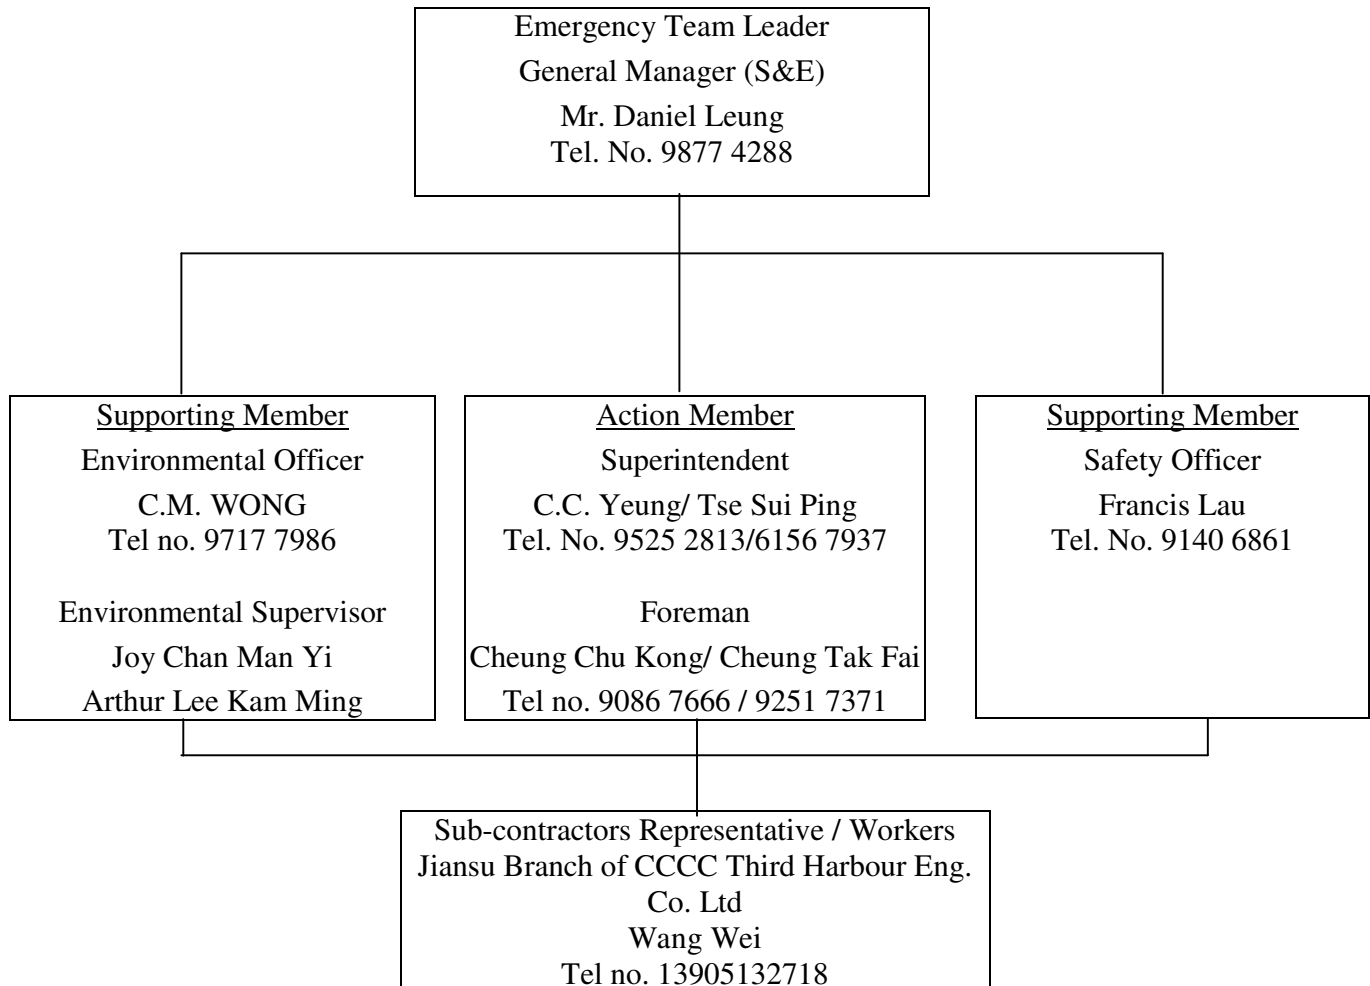 Emergency Team Leader
General Manager (S&E)
Mr. Daniel Leung
Tel. No. 9877 4288
Supporting Member
Environmental Officer
C.M. WONG
Tel no. 9717 7986
Environmental Supervisor
Joy Chan Man Yi
Arthur Lee Kam Ming
Action Member
Superintendent
C.C. Yeung/ Tse Sui Ping
Tel. No. 9525 2813/6156 7937
Foreman
Cheung Chu Kong/ Cheung Tak Fai
Tel no. 9086 7666 / 9251 7371
Supporting Member
Safety Officer
Francis Lau
Tel. No. 9140 6861
Sub-contractors Representative / Workers
Jiansu Branch of CCCC Third Harbour Eng.
Co. Ltd
Wang Wei
Tel no. 13905132718